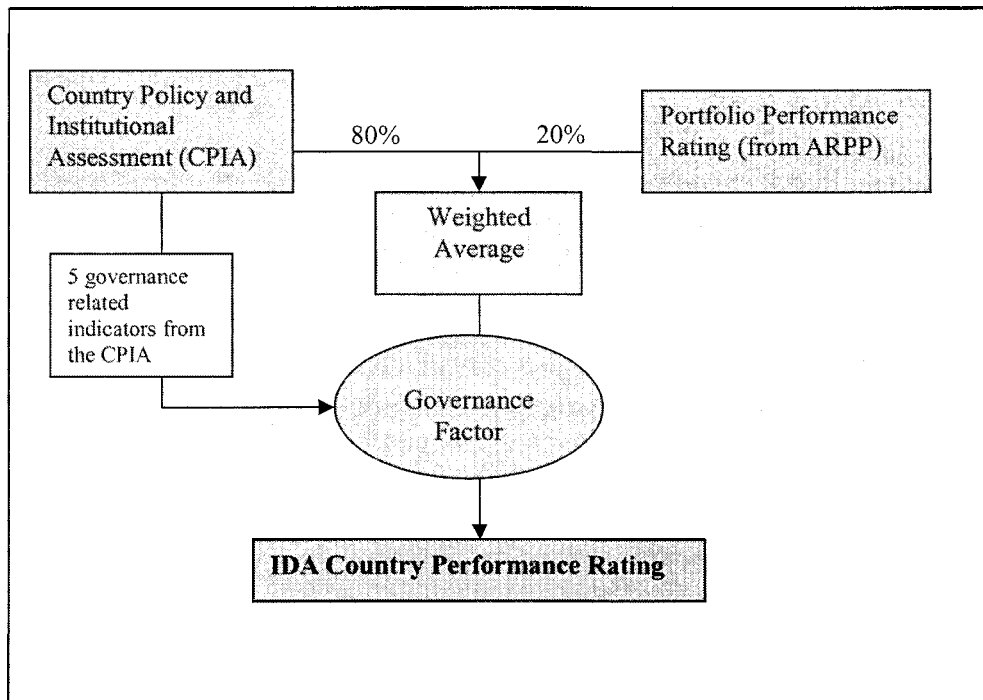 Country Policy and
Institutional
Assessment (CPIA)
80%
20%
Portfolio Performance
Rating (from ARPP)
Weighted
Average
5 governance
related
indicators from
the CPIA
Governance
Factor
IDA Country Performance Rating